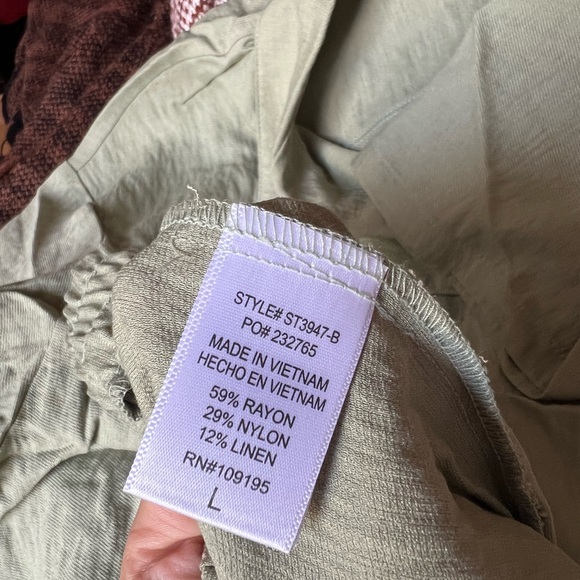 STYLE# ST3947-B
PO# 232765
MADE IN VIETNAM
HECHO EN VIETNAM
59% RAYON
29% NYLON
12% LINEN
RN#109195
L